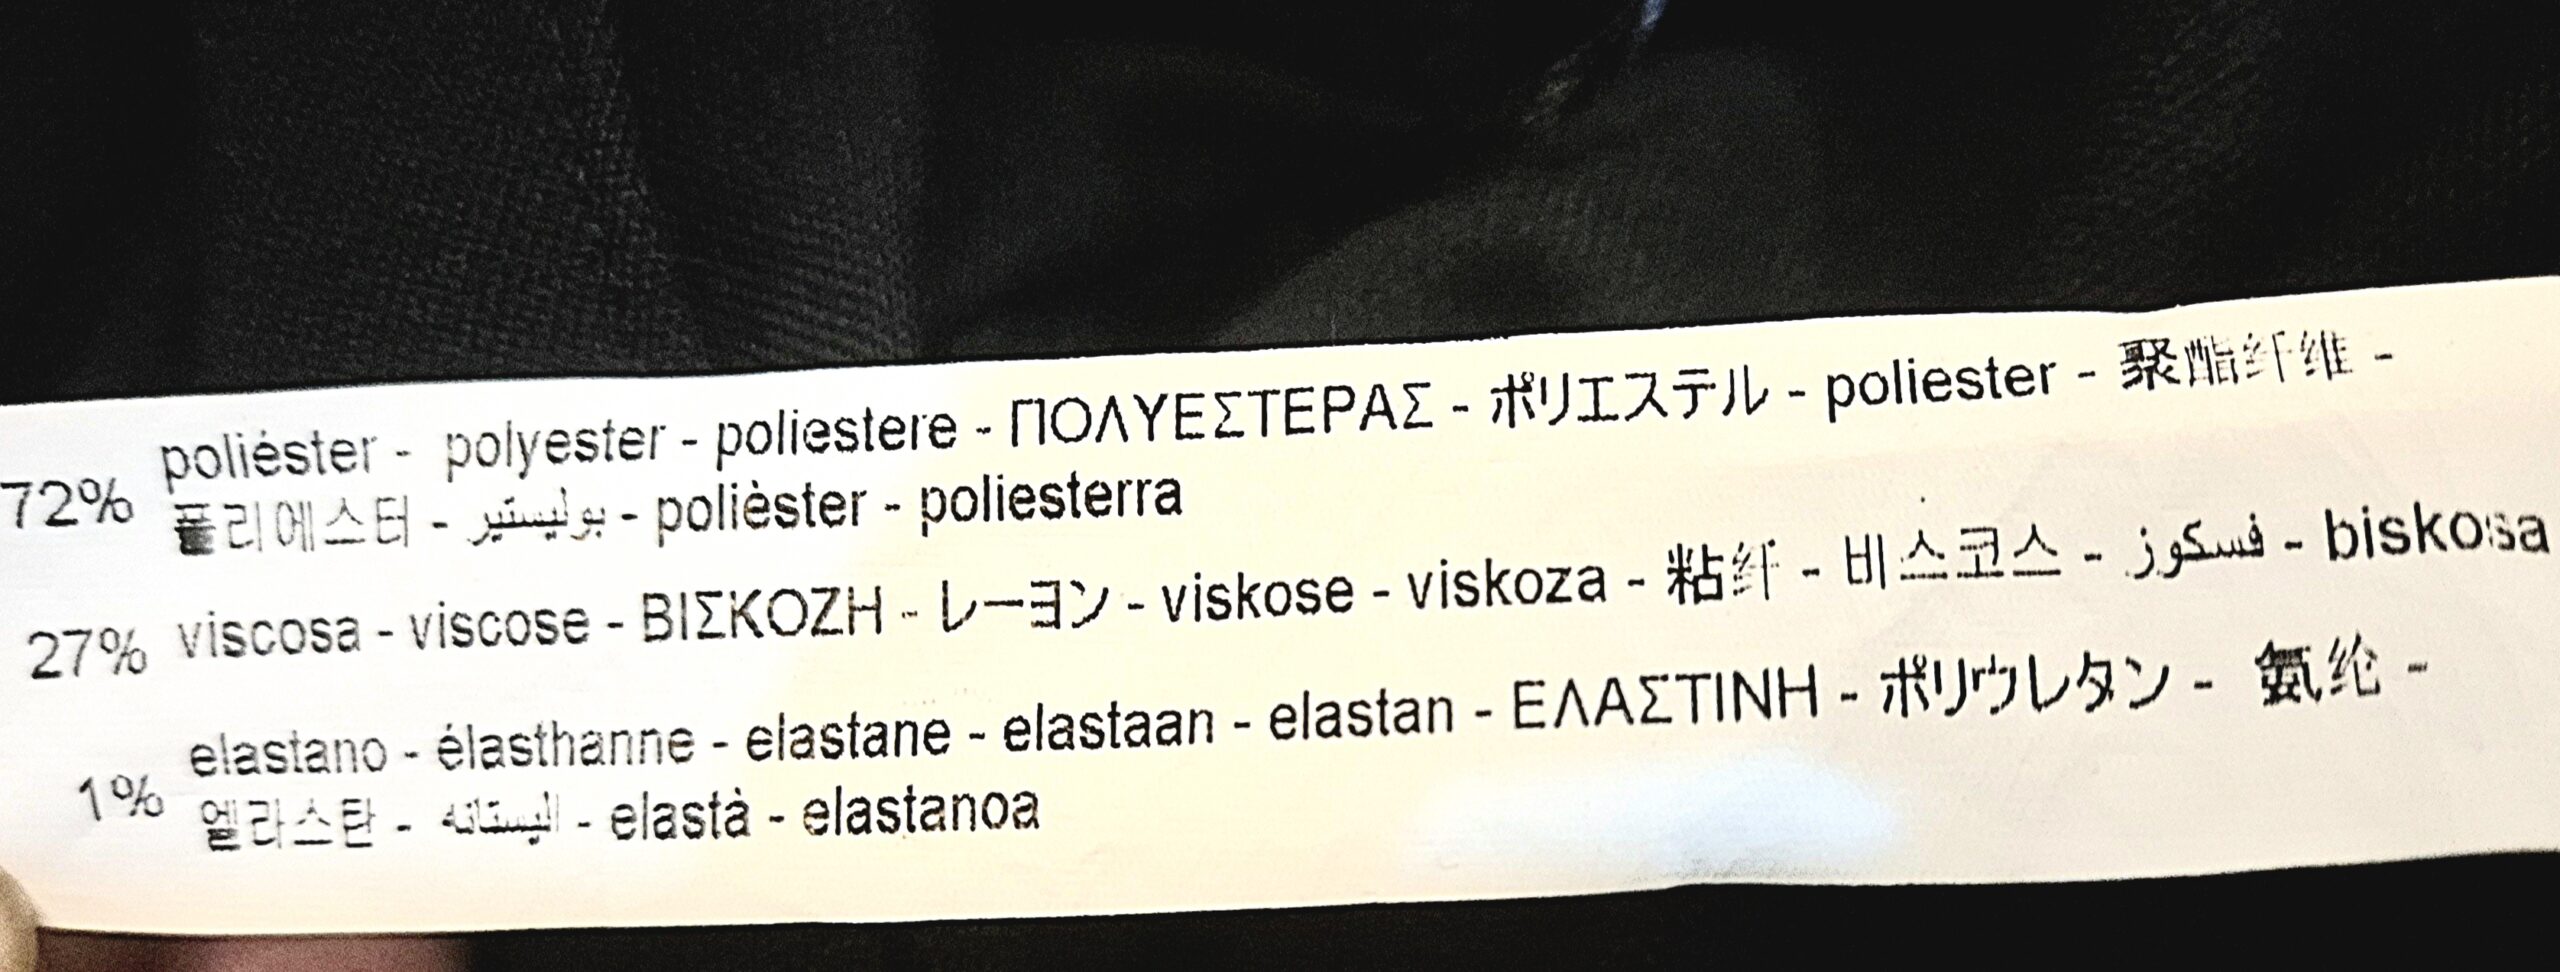 72% poliéster - polyester - poliestere - ΠΟΛΥΕΣΤΕΡΑΣ - ポリエステル - poliester - 聚酯纤维 -
폴리에스터 - بوليستير - polièster - poliesterra
27% viscosa - viscose - ΒΙΣΚΟΖΗ - レーヨン - viskose - viskoza - 粘纤 - 비스코스 - فسكوز - biskosa
1% elastano - élasthanne - elastane - elastaan - elastan - ΕΛΑΣΤΙΝΗ - ポリウレタン - 氨纶 -
엘라스탄 - اليستانه - elastà - elastanoa